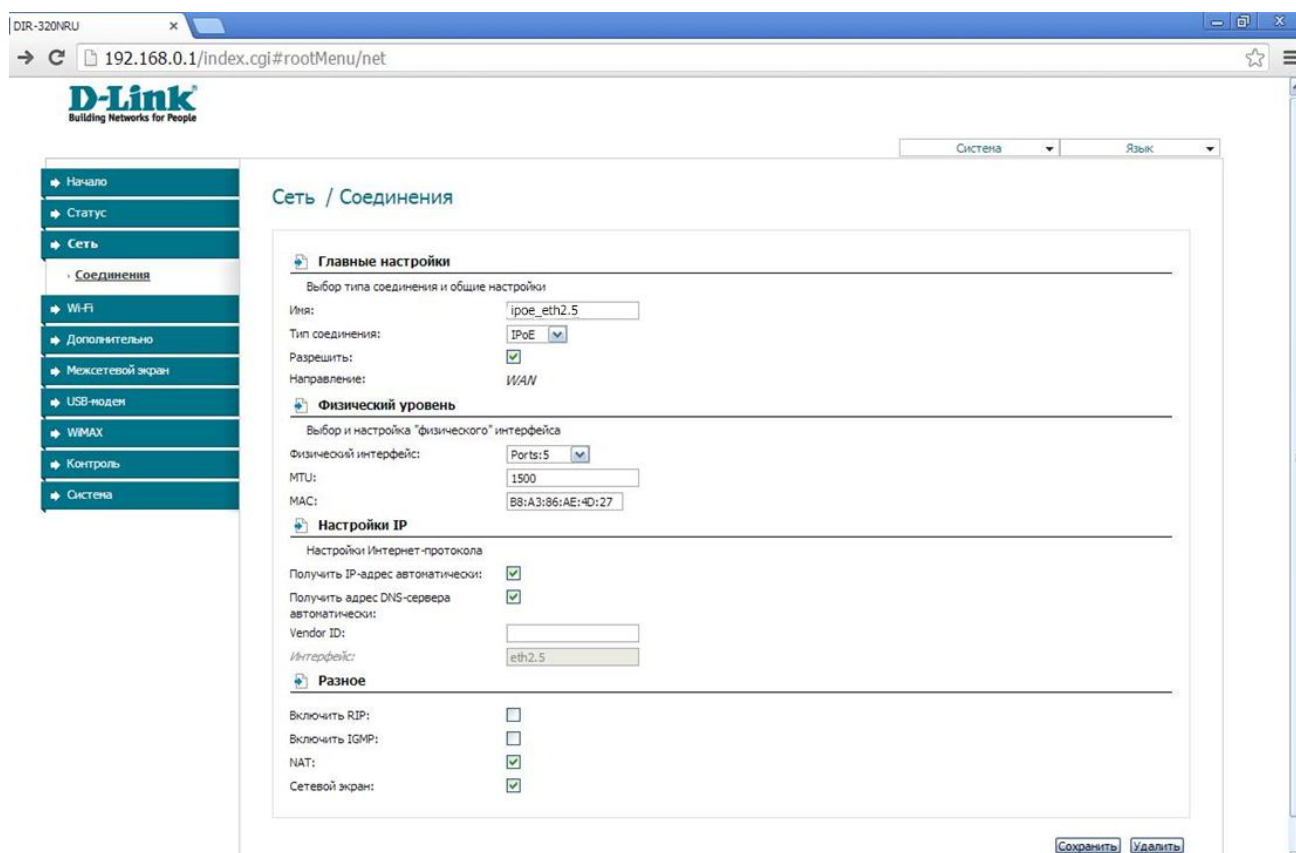 DIR-320NRU
192.168.0.1/index.cgi#rootMenu/net
D-Link
Building Networks for People
Система
Язык
Начало
Статус
Сеть
Соединения
Wi-Fi
Дополнительно
Межсетевой экран
USB-модем
WiMAX
Контроль
Система
Сеть / Соединения
Главные настройки
Выбор типа соединения и общие настройки
Имя: ipoe_eth2.5
Тип соединения: IPoE
Разрешить:
Направление: WAN
Физический уровень
Выбор и настройка "физического" интерфейса
Физический интерфейс: Ports:5
MTU: 1500
MAC: B8:A3:86:AE:4D:27
Настройки IP
Настройки Интернет-протокола
Получить IP-адрес автоматически:
Получить адрес DNS-сервера
автоматически:
Vendor ID:
Интерфейс: eth2.5
Разное
Включить RIP:
Включить IGMP:
NAT:
Сетевой экран:
Сохранить Удалить